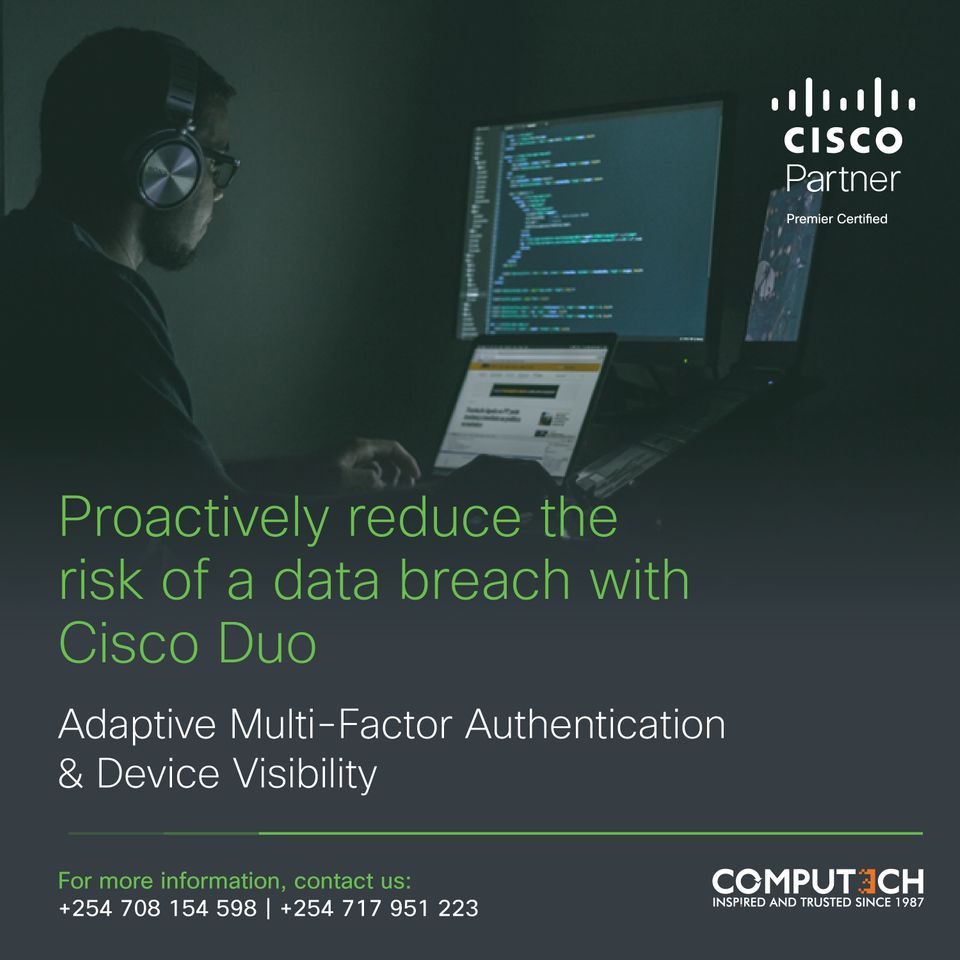 CISCO
Partner
Premier Certified
Proactively reduce the
risk of a data breach with
Cisco Duo
Adaptive Multi-Factor Authentication
& Device Visibility
For more information, contact us:
+254 708 154 598 | +254 717 951 223
COMPUTECH
INSPIRED AND TRUSTED SINCE 1987